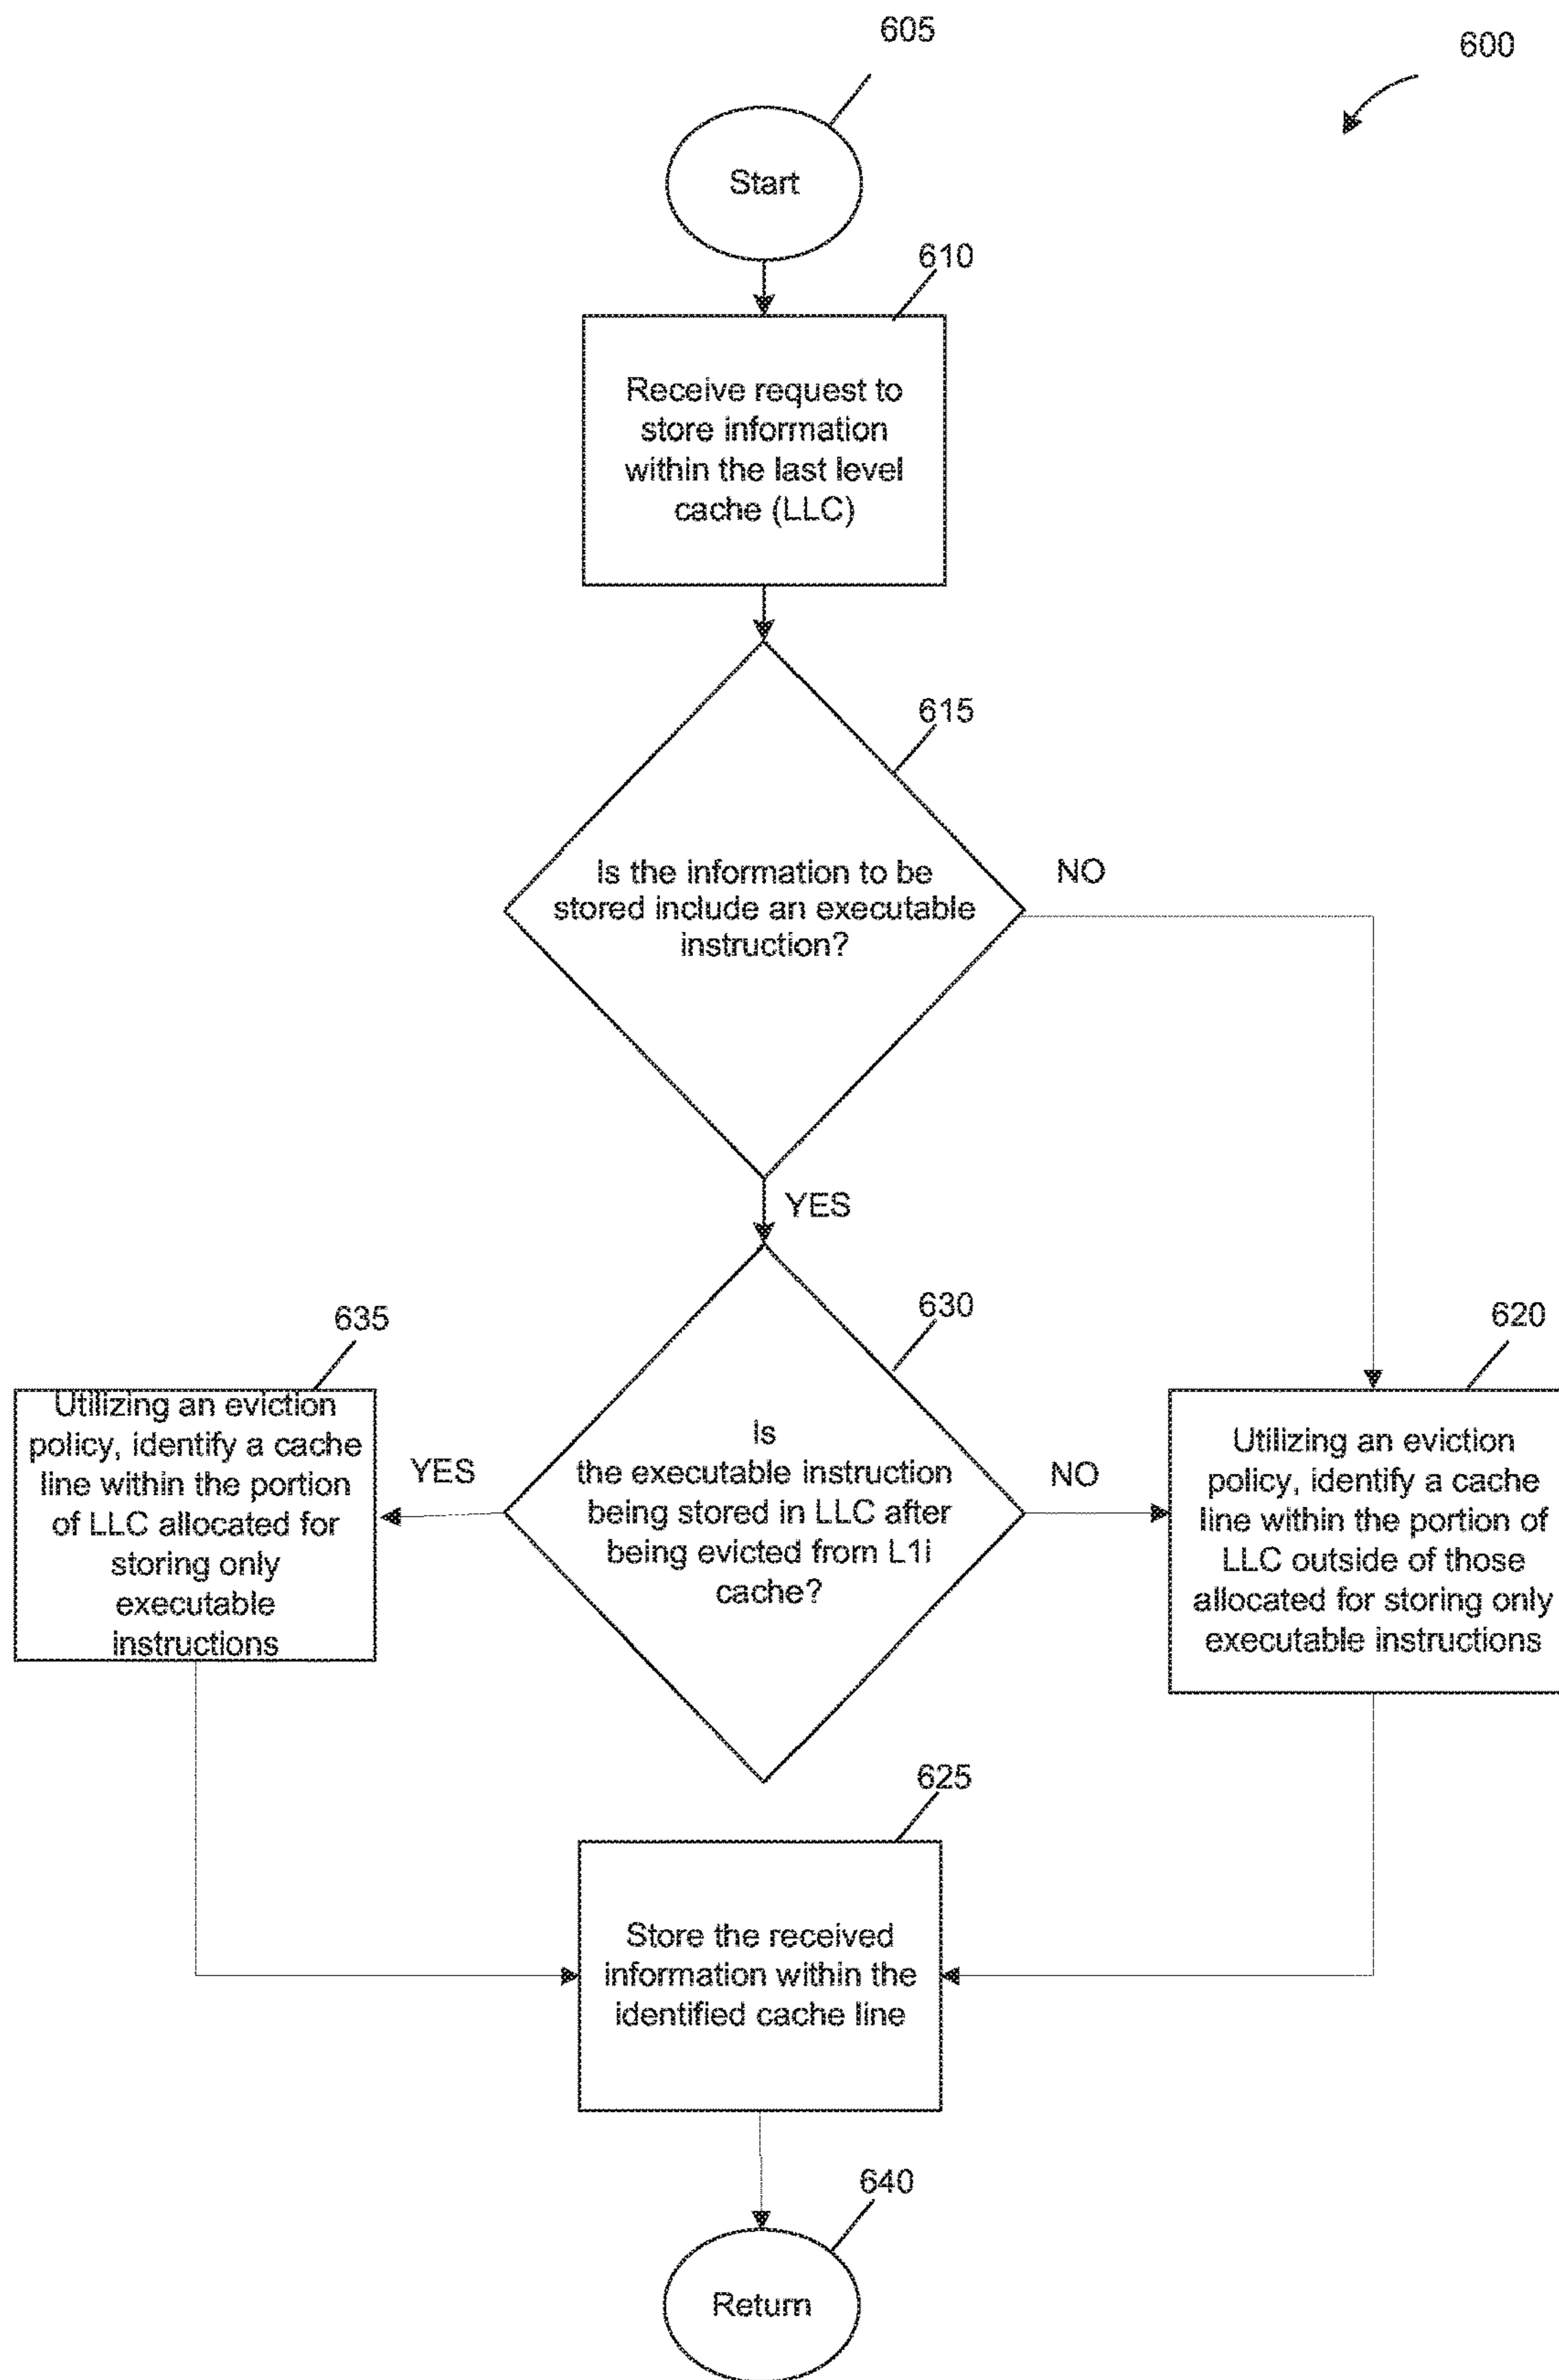 605
600
Start
610
Receive request to
store information
within the last level
cache (LLC)
615
Is the information to be
stored include an executable
instruction?
NO
YES
635
Utilizing an eviction
policy, identify a cache
line within the portion
of LLC allocated for
storing only
executable
instructions
YES
630
Is
the executable instruction
being stored in LLC after
being evicted from L1i
cache?
NO
620
Utilizing an eviction
policy, identify a cache
line within the portion of
LLC outside of those
allocated for storing only
executable instructions
625
Store the received
information within the
identified cache line
640
Return